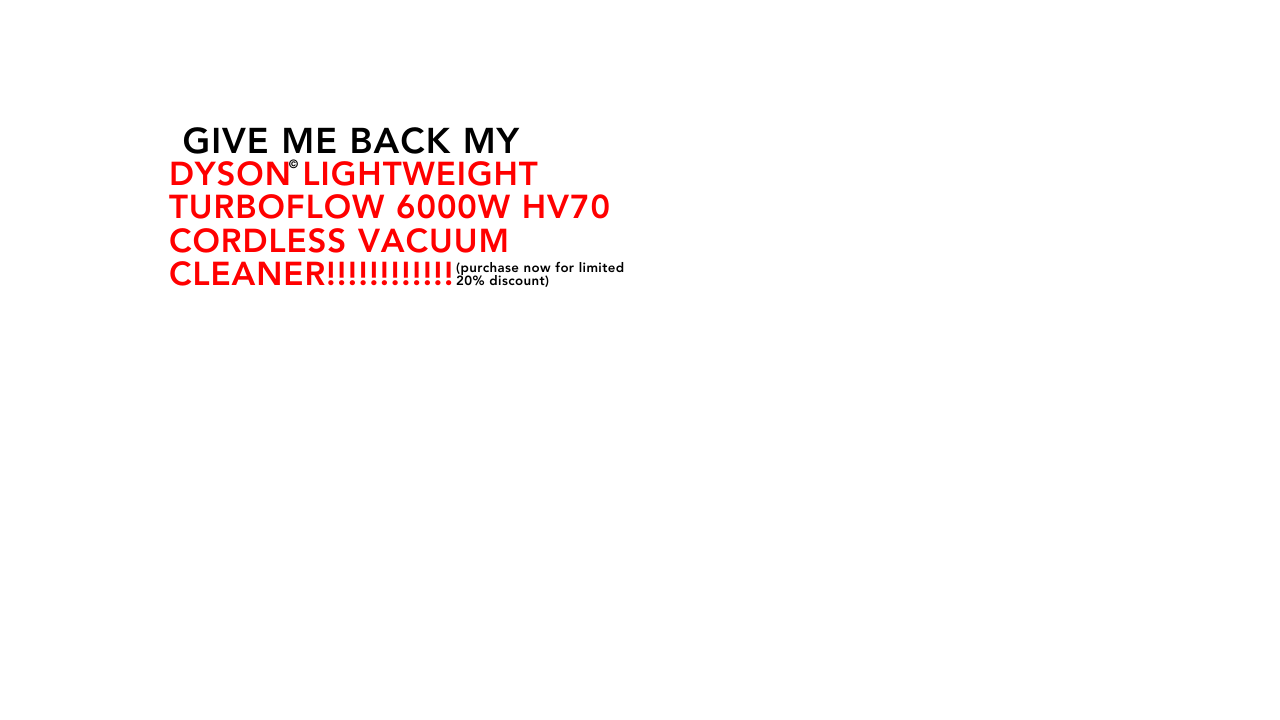 GIVE ME BACK MY
DYSON© LIGHTWEIGHT
TURBOFLOW 6000W HV70
CORDLESS VACUUM
CLEANER!!!!!!!!!!!!
(purchase now for limited
20% discount)